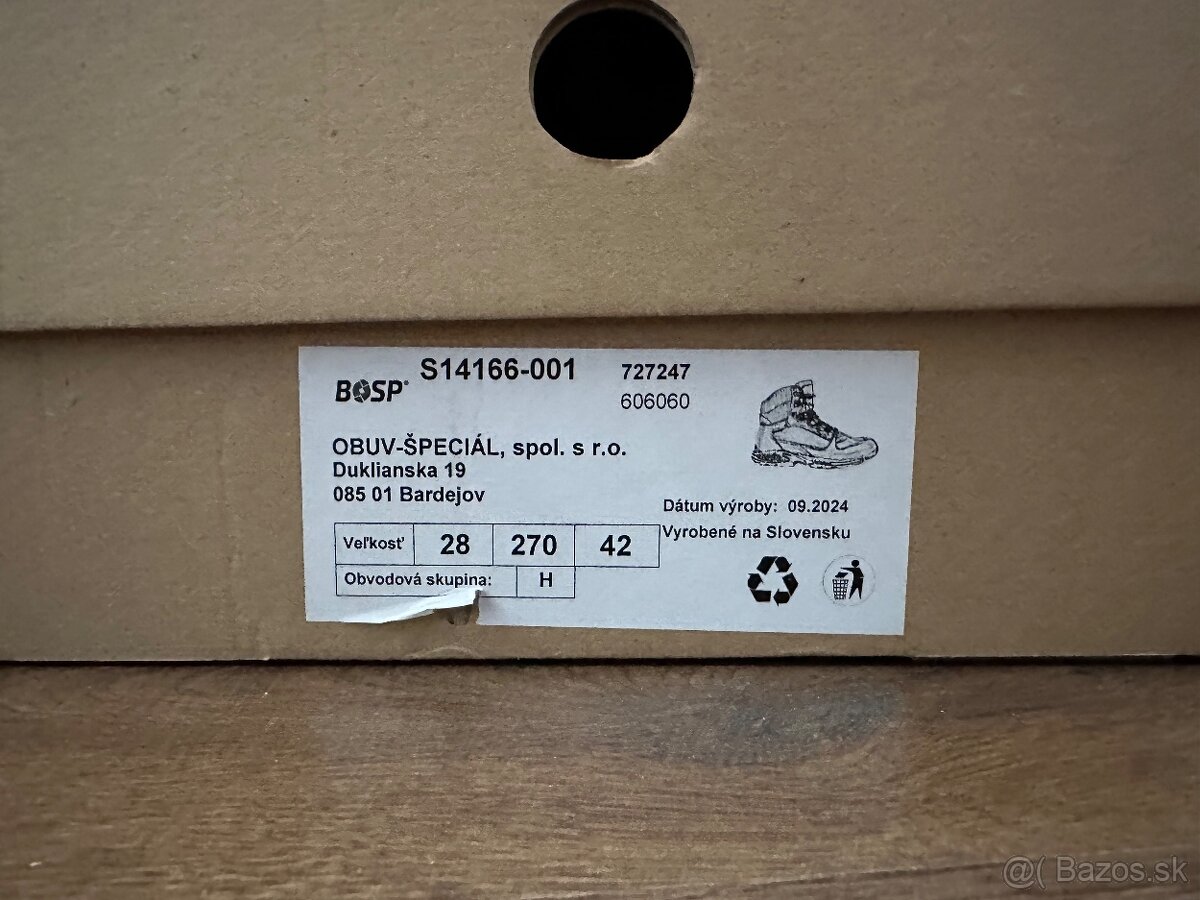 S14166-001 727247
BOSP® 606060
OBUV-ŠPECIÁL, spol. s r.o.
Duklianska 19
085 01 Bardejov
Dátum výroby: 09.2024
Vyrobené na Slovensku
Veľkosť 28 270 42
Obvodová skupina: H
@( Bazos.sk